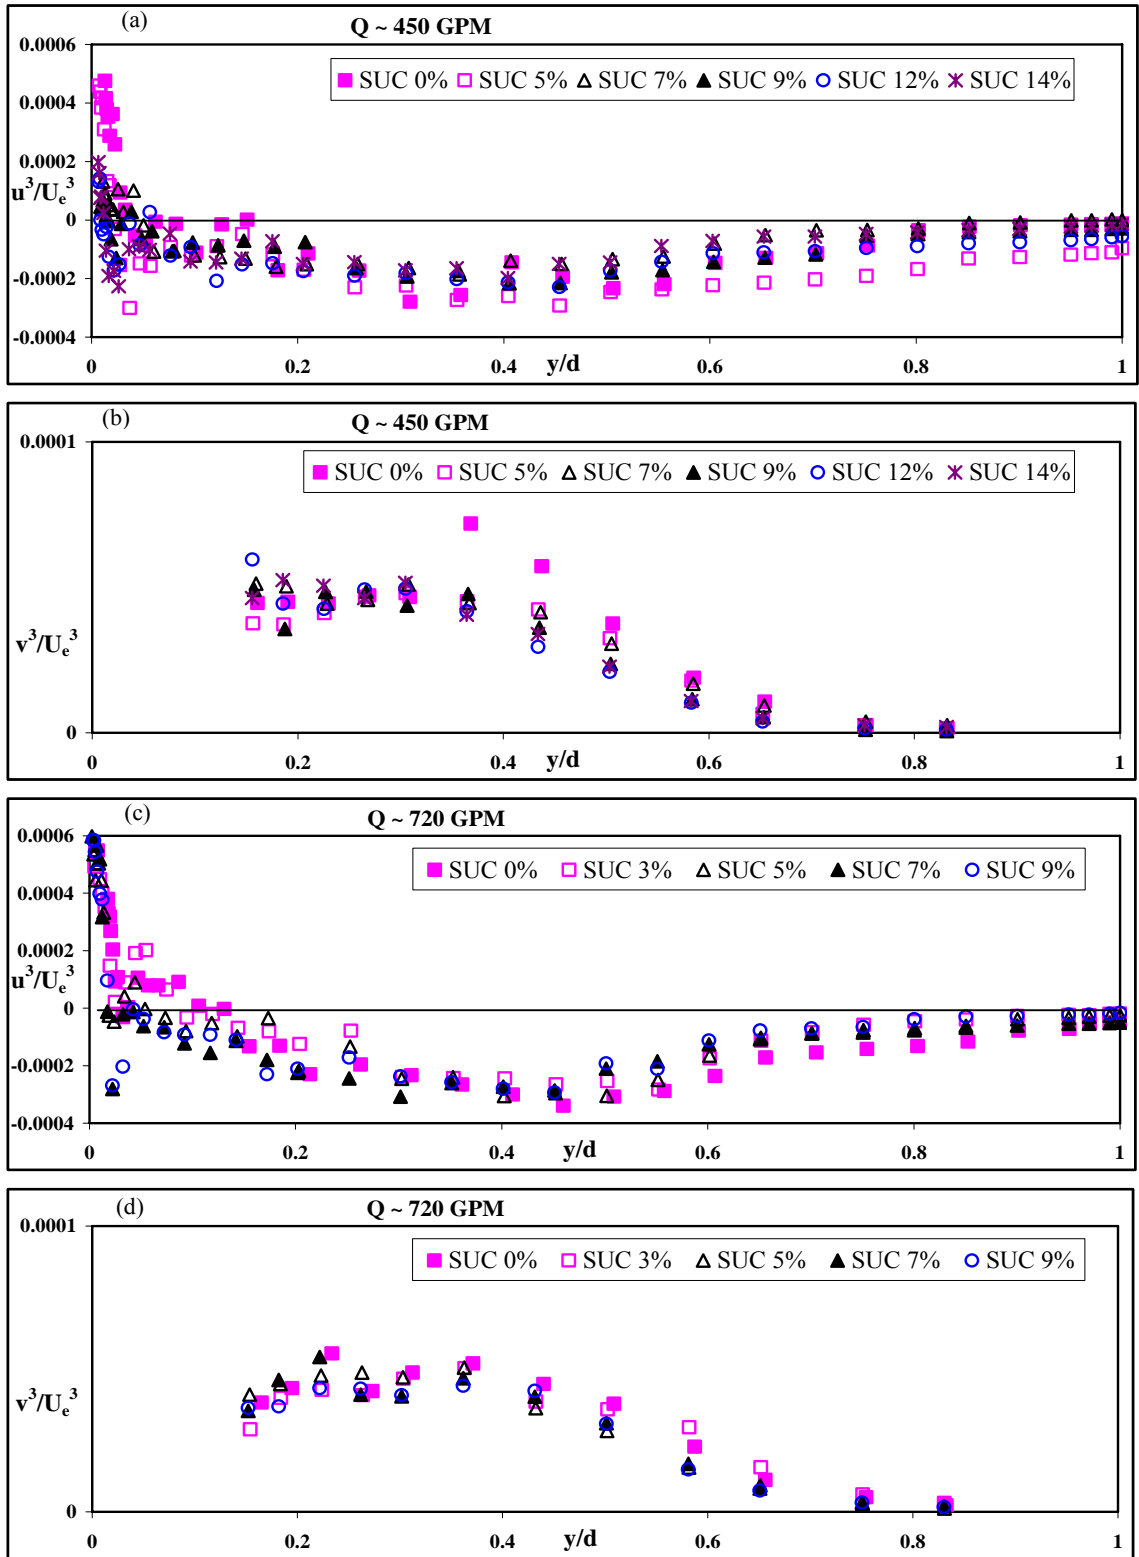 (a) Q ~ 450 GPM
0.0006
SUC 0% SUC 5% SUC 7% SUC 9% SUC 12% SUC 14%
0.0004
0.0002
u³/Uₑ³
0
-0.0002
-0.0004
0 0.2 0.4 y/d 0.6 0.8 1
(b) Q ~ 450 GPM
0.0001
SUC 0% SUC 5% SUC 7% SUC 9% SUC 12% SUC 14%
v³/Uₑ³
0
0 0.2 0.4 y/d 0.6 0.8 1
(c) Q ~ 720 GPM
0.0006
SUC 0% SUC 3% SUC 5% SUC 7% SUC 9%
0.0004
0.0002
u³/Uₑ³
0
-0.0002
-0.0004
0 0.2 0.4 y/d 0.6 0.8 1
(d) Q ~ 720 GPM
0.0001
SUC 0% SUC 3% SUC 5% SUC 7% SUC 9%
v³/Uₑ³
0
0 0.2 0.4 y/d 0.6 0.8 1